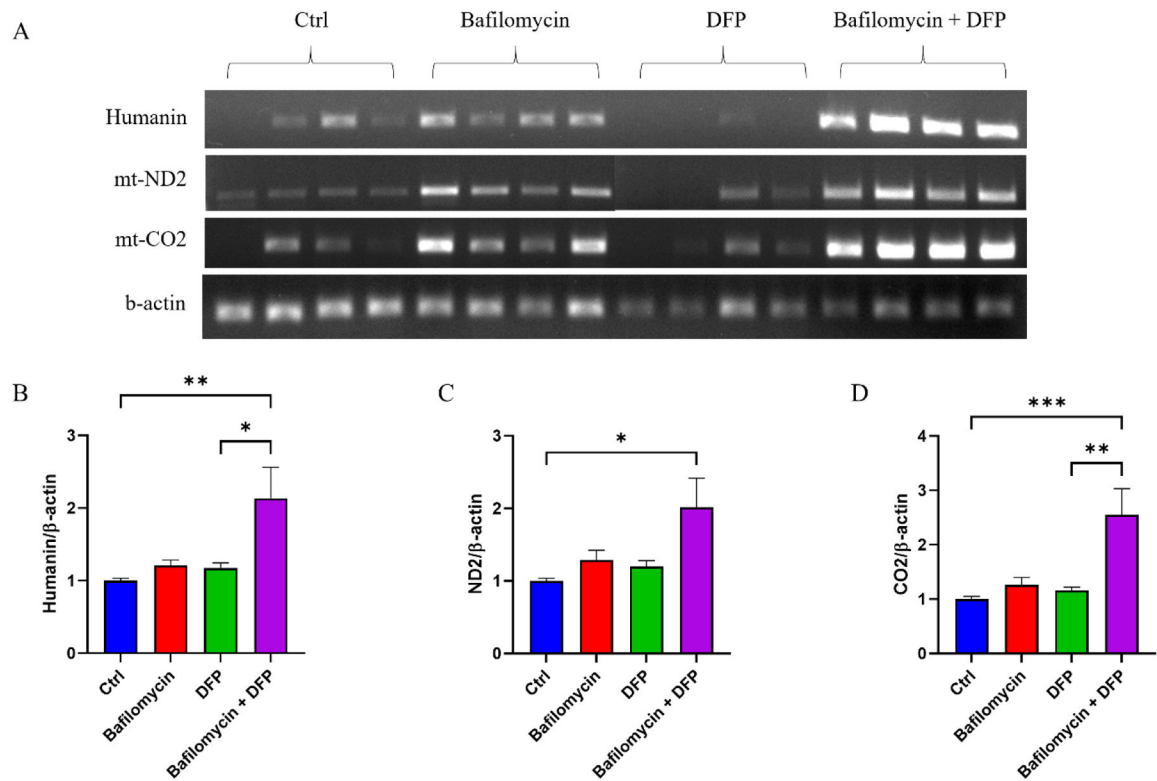 A
Ctrl
Bafilomycin
DFP
Bafilomycin + DFP
Humanin
mt-ND2
mt-CO2
b-actin
B
**
*
Humanin/β-actin
3
2
1
0
Ctrl
Bafilomycin
DFP
Bafilomycin + DFP
C
*
ND2/β-actin
3
2
1
0
Ctrl
Bafilomycin
DFP
Bafilomycin + DFP
D
***
**
CO2/β-actin
4
3
2
1
0
Ctrl
Bafilomycin
DFP
Bafilomycin + DFP